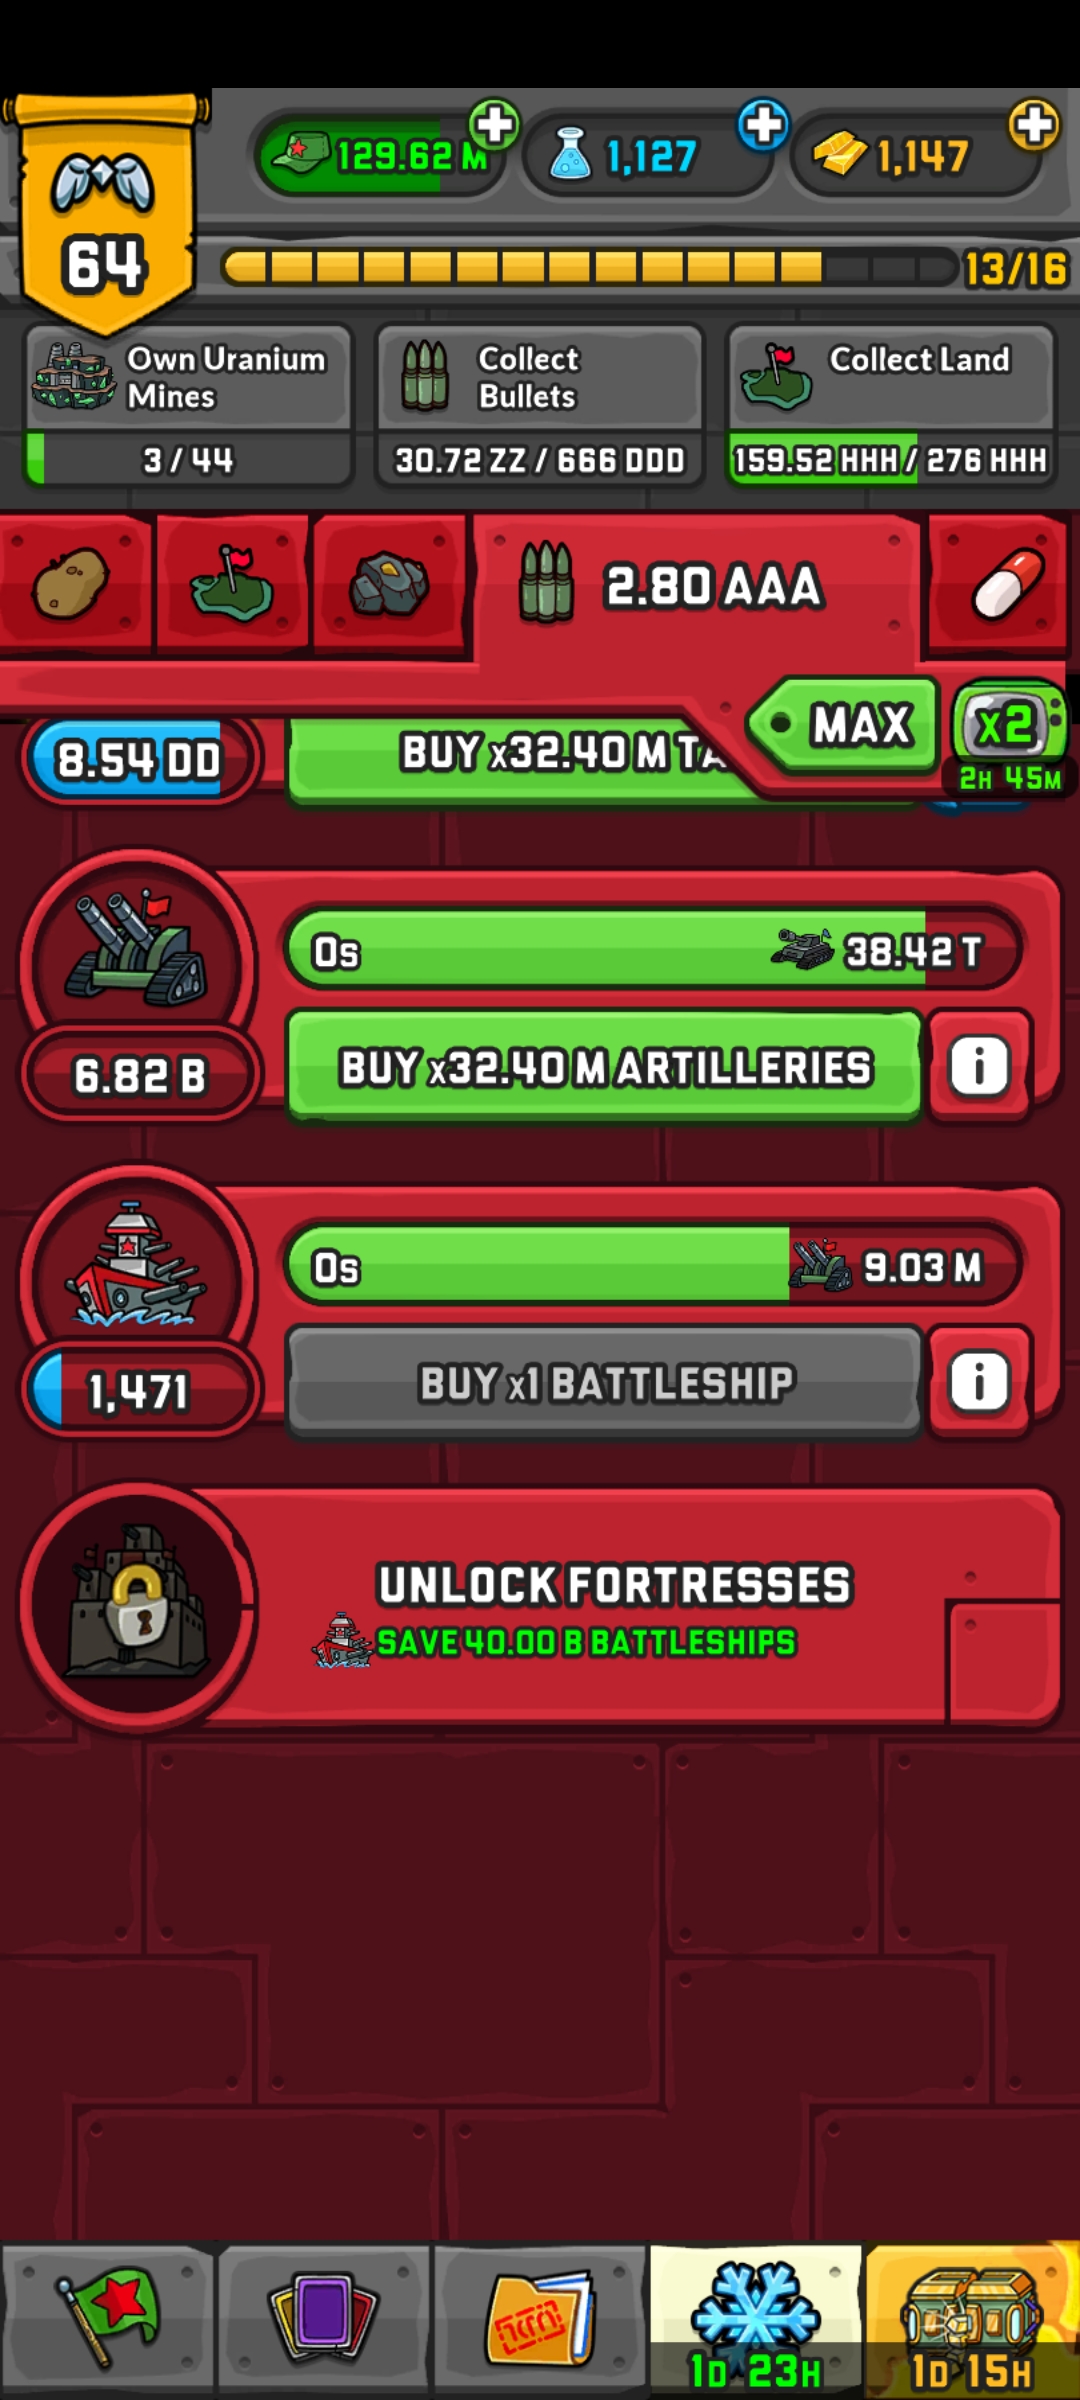 129.62 M
1,127
1,147
64
13/16
Own Uranium
Mines
3 / 44
Collect
Bullets
30.72 ZZ / 666 DDD
Collect Land
159.52 HHH / 276 HHH
2.80 AAA
MAX
x2
2H 45M
8.54 DD
BUY x32.40 M
0s
38.42 T
6.82 B
BUY x32.40 M ARTILLERIES
i
0s
9.03 M
1,471
BUY x1 BATTLESHIP
i
UNLOCK FORTRESSES
SAVE 40.00 B BATTLESHIPS
1D 23H
1D 15H